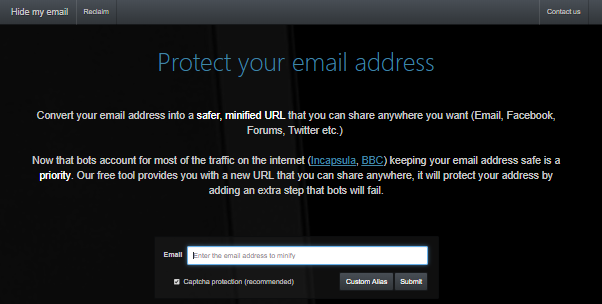 Hide my email Reclaim Contact us
Protect your email address
Convert your email address into a safer, minified URL that you can share anywhere you want (Email, Facebook,
Forums, Twitter etc.)
Now that bots account for most of the traffic on the internet (Incapsula, BBC) keeping your email address safe is a
priority. Our free tool provides you with a new URL that you can share anywhere, it will protect your address by
adding an extra step that bots will fail.
Email Enter the email address to minify
Captcha protection (recommended) Custom Alias Submit